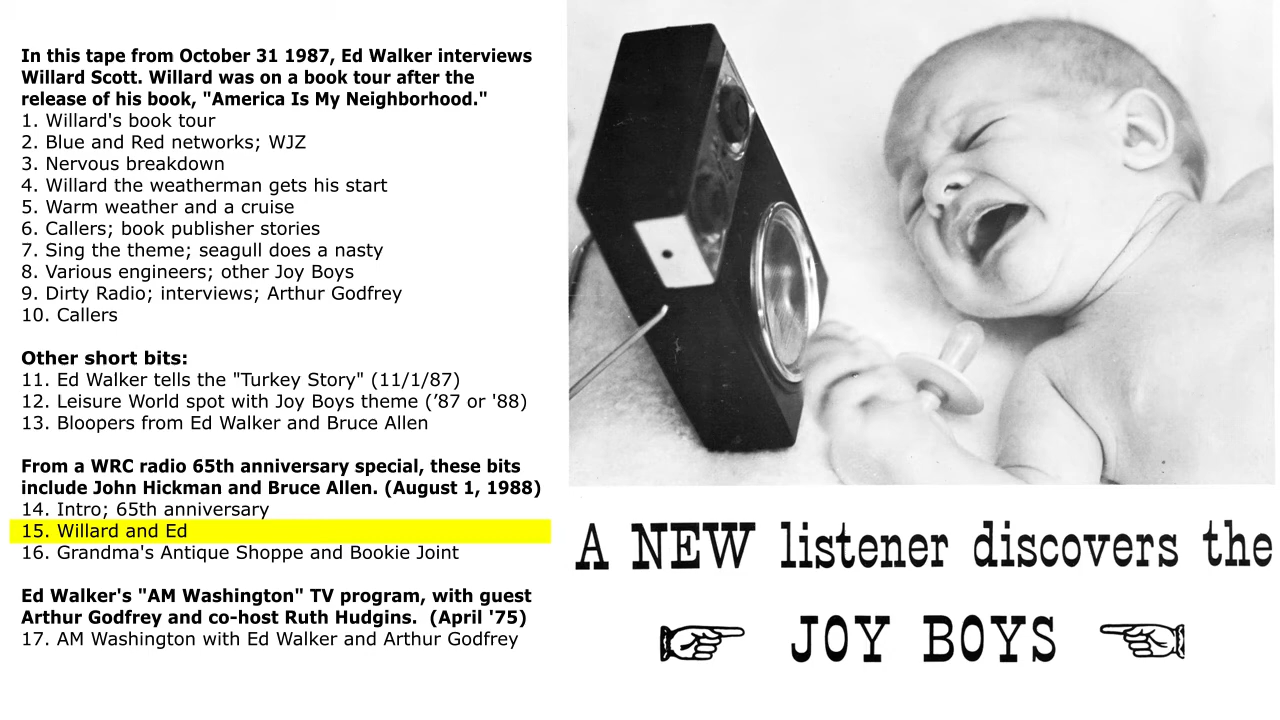 In this tape from October 31 1987, Ed Walker interviews
Willard Scott. Willard was on a book tour after the
release of his book, "America Is My Neighborhood."
1. Willard's book tour
2. Blue and Red networks; WJZ
3. Nervous breakdown
4. Willard the weatherman gets his start
5. Warm weather and a cruise
6. Callers; book publisher stories
7. Sing the theme; seagull does a nasty
8. Various engineers; other Joy Boys
9. Dirty Radio; interviews; Arthur Godfrey
10. Callers
Other short bits:
11. Ed Walker tells the "Turkey Story" (11/1/87)
12. Leisure World spot with Joy Boys theme (’87 or '88)
13. Bloopers from Ed Walker and Bruce Allen
From a WRC radio 65th anniversary special, these bits
include John Hickman and Bruce Allen. (August 1, 1988)
14. Intro; 65th anniversary
15. Willard and Ed
16. Grandma's Antique Shoppe and Bookie Joint
Ed Walker's "AM Washington" TV program, with guest
Arthur Godfrey and co-host Ruth Hudgins.  (April '75)
17. AM Washington with Ed Walker and Arthur Godfrey
A NEW listener discovers the
JOY BOYS